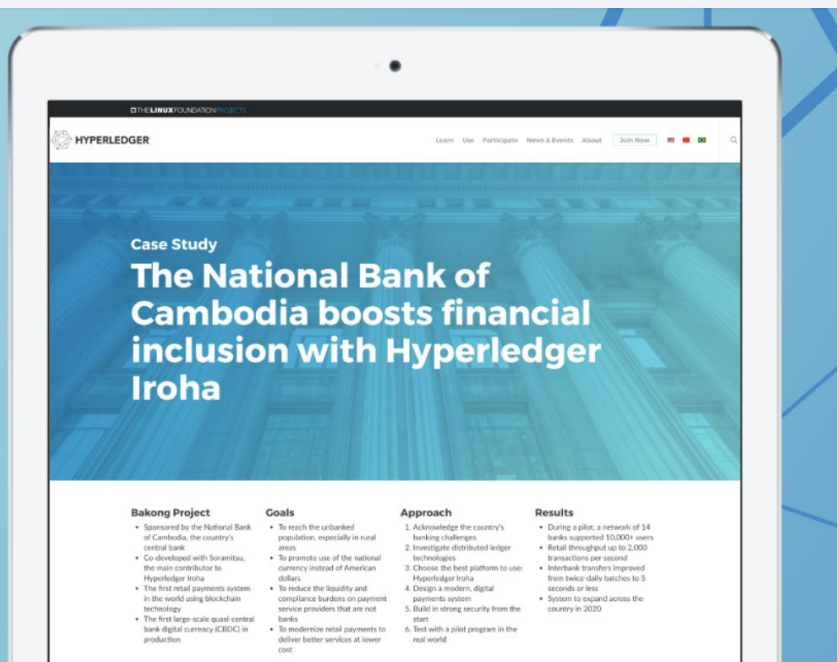 THE LINUX FOUNDATION PROJECTS
HYPERLEDGER
Learn Use Participate News & Events About Join Now
Case Study
The National Bank of
Cambodia boosts financial
inclusion with Hyperledger
Iroha
Bakong Project
• Sponsored by the National Bank
of Cambodia, the country's
central bank
• Co-developed with Soramitsu,
the main contributor to
Hyperledger Iroha
• The first retail payments system
in the world using blockchain
technology
• The first large-scale quasi-central
bank digital currency (CBDC) in
production
Goals
• To reach the unbanked
population, especially in rural
areas
• To promote use of the national
currency instead of American
dollars
• To reduce the liquidity and
compliance burdens on payment
service providers that are not
banks
• To modernize retail payments to
deliver better services at lower
cost
Approach
1. Acknowledge the country's
banking challenges
2. Investigate distributed ledger
technologies
3. Choose the best platform to use:
Hyperledger Iroha
4. Design a modern, digital
payments system
5. Build in strong security from the
start
6. Test with a pilot program in the
real world
Results
• During a pilot, a network of 14
banks supported 10,000+ users
• Retail throughput up to 2,000
transactions per second
• Interbank transfers improved
from twice-daily batches to 5
seconds or less
• System to expand across the
country in 2020